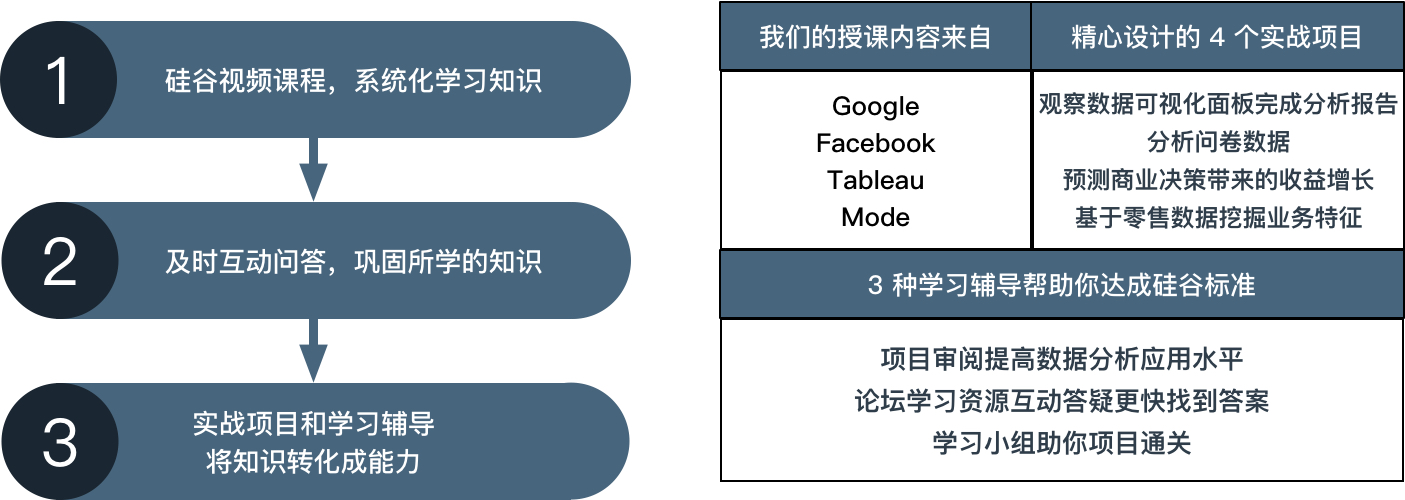 1
硅谷视频课程，系统化学习知识
2
及时互动问答，巩固所学的知识
3
实战项目和学习辅导
将知识转化成能力
我们的授课内容来自
精心设计的 4 个实战项目
Google
Facebook
Tableau
Mode
观察数据可视化面板完成分析报告
分析问卷数据
预测商业决策带来的收益增长
基于零售数据挖掘业务特征
3 种学习辅导帮助你达成硅谷标准
项目审阅提高数据分析应用水平
论坛学习资源互动答疑更快找到答案
学习小组助你项目通关